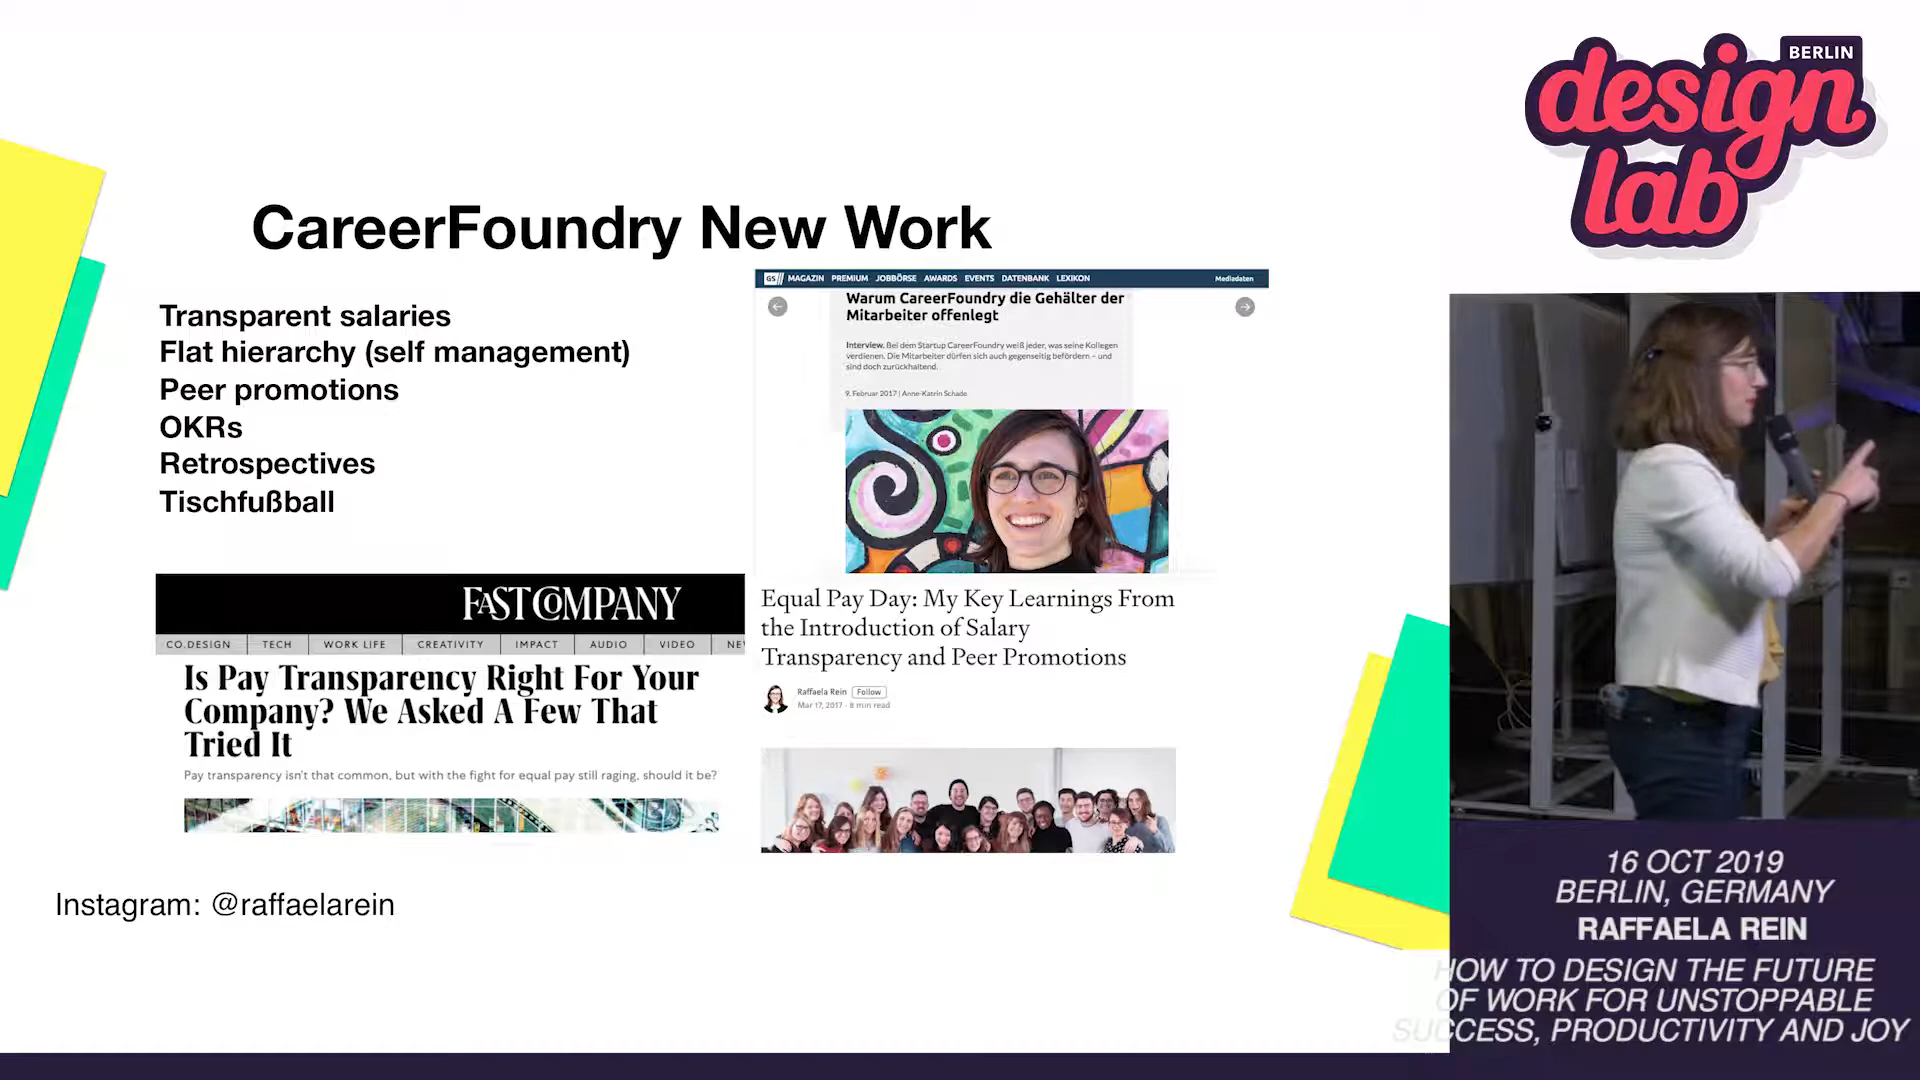 BERLIN
design
lab
CareerFoundry New Work
Transparent salaries
Flat hierarchy (self management)
Peer promotions
OKRs
Retrospectives
Tischfußball
GS// MAGAZIN PREMIUM JOBBÖRSE AWARDS EVENTS DATENBANK LEXIKON Mediadaten
Warum CareerFoundry die Gehälter der
Mitarbeiter offenlegt
Interview. Bei dem Startup CareerFoundry weiß jeder, was seine Kollegen
verdienen. Die Mitarbeiter dürfen sich auch gegenseitig befördern – und
sind doch zurückhaltend.
9. Februar 2017 | Anne-Katrin Schade
FAST COMPANY
CO.DESIGN TECH WORK LIFE CREATIVITY IMPACT AUDIO VIDEO NE
Is Pay Transparency Right For Your
Company? We Asked A Few That
Tried It
Pay transparency isn't that common, but with the fight for equal pay still raging, should it be?
Equal Pay Day: My Key Learnings From
the Introduction of Salary
Transparency and Peer Promotions
Raffaela Rein Follow
Mar 17, 2017 · 8 min read
Instagram: @raffaelarein
16 OCT 2019
BERLIN, GERMANY
RAFFAELA REIN
HOW TO DESIGN THE FUTURE
OF WORK FOR UNSTOPPABLE
SUCCESS, PRODUCTIVITY AND JOY